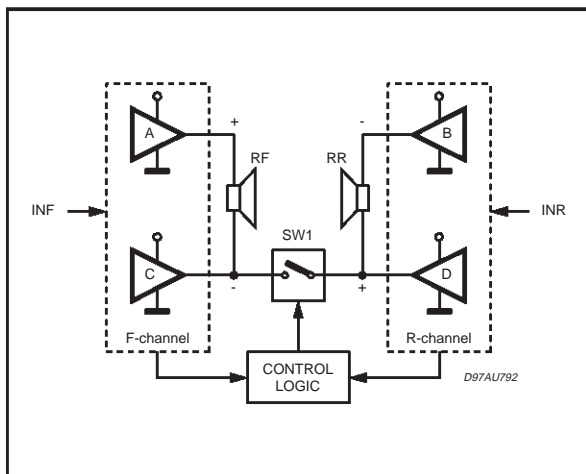 A
+
-
B
RF
RR
INF
INR
SW1
C
D
-
+
F-channel
R-channel
CONTROL
LOGIC
D97AU792